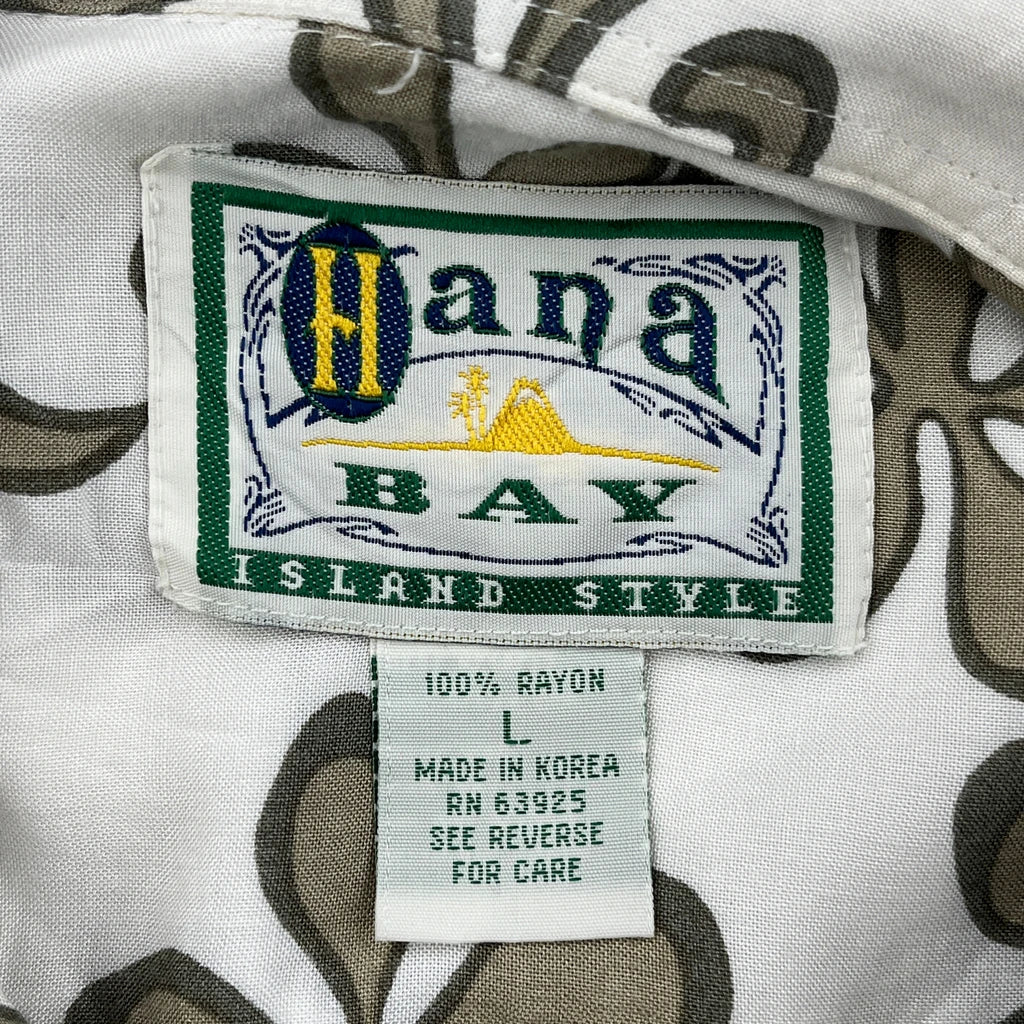 Hana
BAY
ISLAND STYLE
100% RAYON
L
MADE IN KOREA
RN 63925
SEE REVERSE
FOR CARE